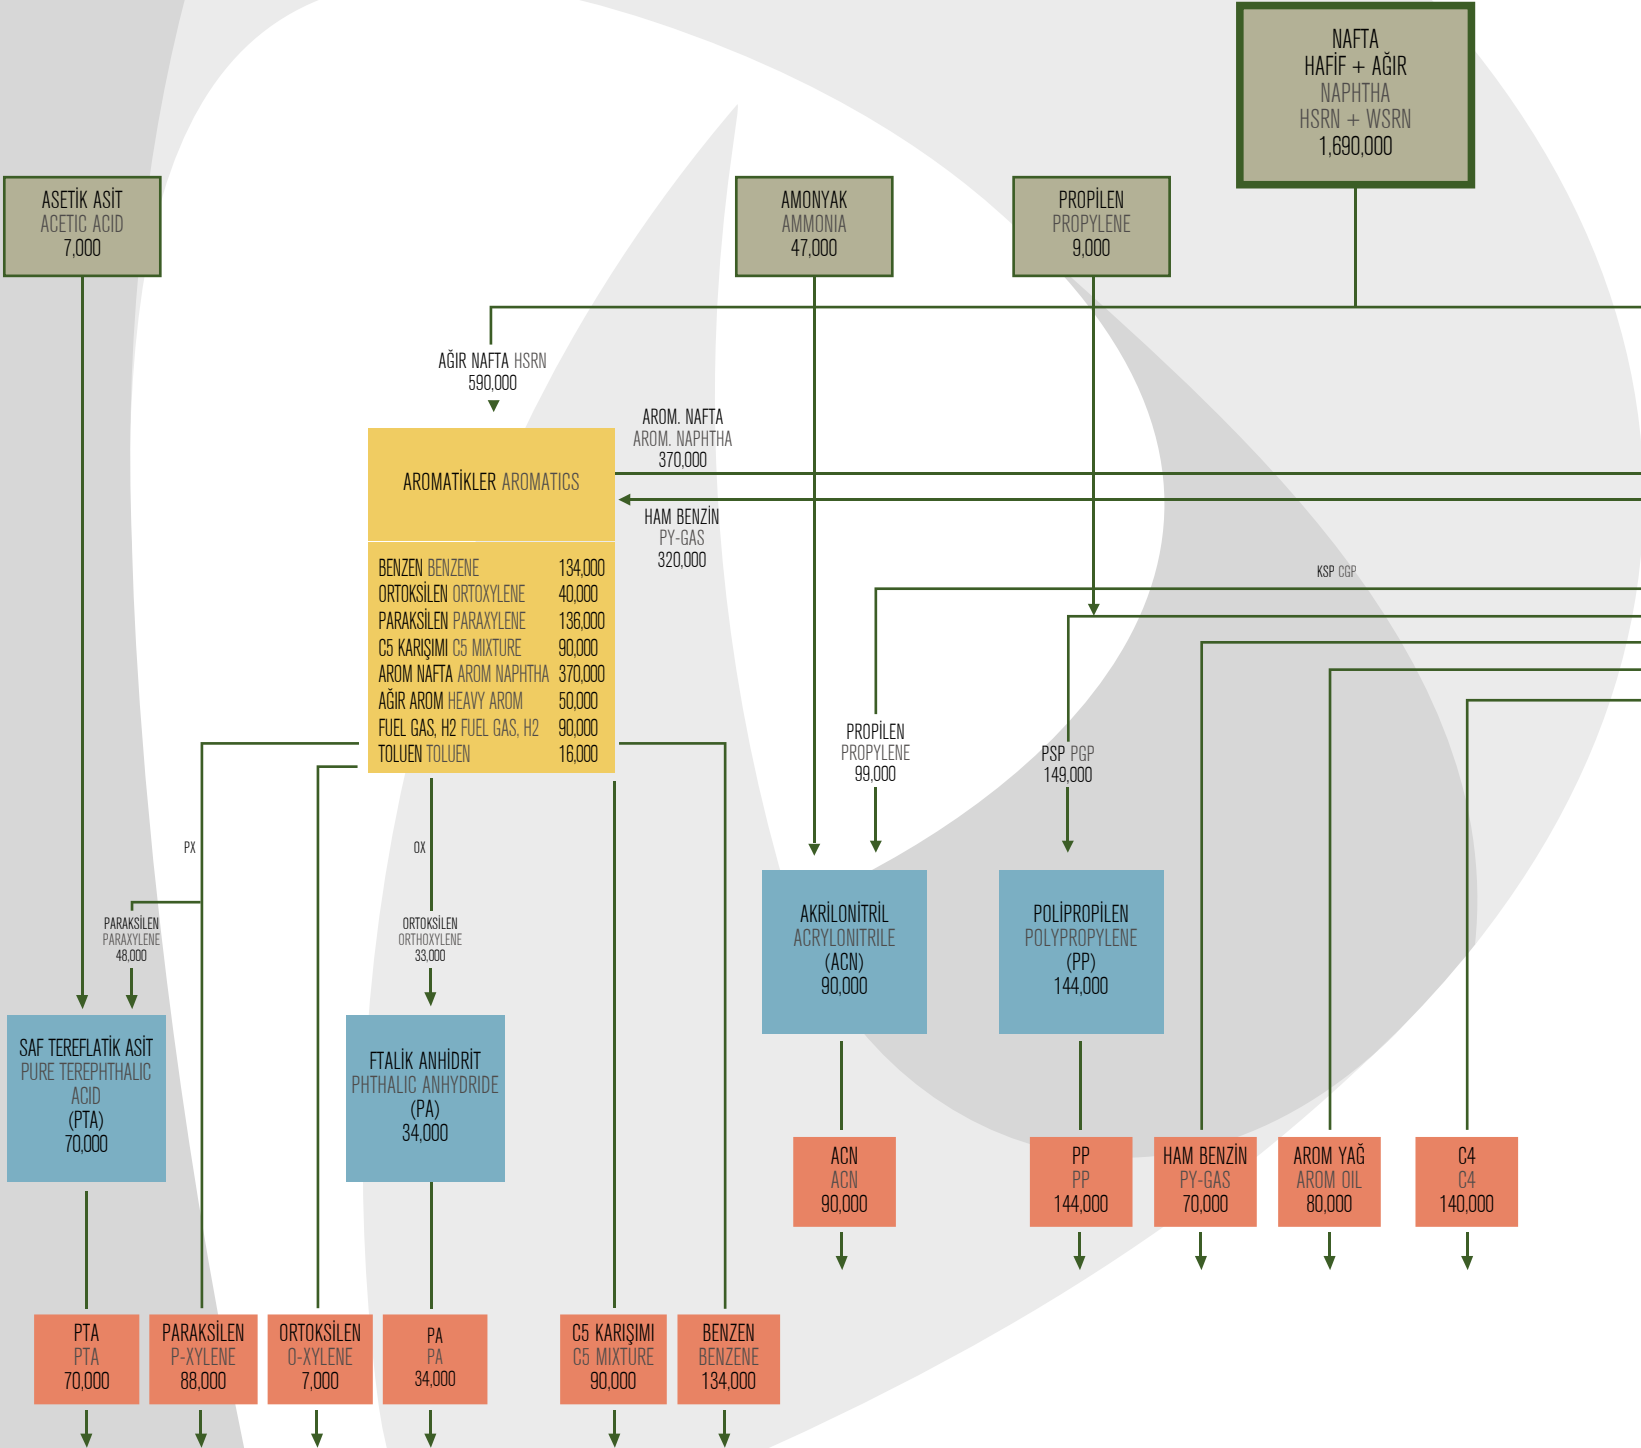 NAFTA
HAFİF + AĞIR
NAPHTHA
HSRN + WSRN
1,690,000
ASETİK ASİT
ACETIC ACID
7,000
AMONYAK
AMMONIA
47,000
PROPİLEN
PROPYLENE
9,000
AĞIR NAFTA HSRN
590,000
AROM. NAFTA
AROM. NAPHTHA
370,000
AROMATİKLER AROMATICS
HAM BENZİN
PY-GAS
320,000
KSP CGP
BENZEN BENZENE 134,000
ORTOKSİLEN ORTOXYLENE 40,000
PARAKSİLEN PARAXYLENE 136,000
C5 KARIŞIMI C5 MIXTURE 90,000
AROM NAFTA AROM NAPHTHA 370,000
AĞIR AROM HEAVY AROM 50,000
FUEL GAS, H2 FUEL GAS, H2 90,000
TOLUEN TOLUEN 16,000
PROPİLEN
PROPYLENE
99,000
PSP PGP
149,000
PX
OX
PARAKSİLEN
PARAXYLENE
48,000
ORTOKSİLEN
ORTHOXYLENE
33,000
AKRİLONİTRİL
ACRYLONITRILE
(ACN)
90,000
POLİPROPİLEN
POLYPROPYLENE
(PP)
144,000
SAF TEREFLATİK ASİT
PURE TEREPHTHALIC
ACID
(PTA)
70,000
FTALİK ANHİDRİT
PHTHALIC ANHYDRIDE
(PA)
34,000
ACN
ACN
90,000
PP
PP
144,000
HAM BENZİN
PY-GAS
70,000
AROM YAĞ
AROM OIL
80,000
C4
C4
140,000
PTA
PTA
70,000
PARAKSİLEN
P-XYLENE
88,000
ORTOKSİLEN
O-XYLENE
7,000
PA
PA
34,000
C5 KARIŞIMI
C5 MIXTURE
90,000
BENZEN
BENZENE
134,000